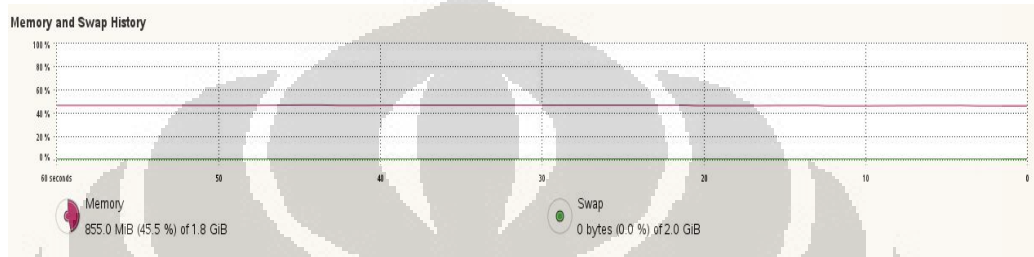 Memory and Swap History
100 %
80 %
60 %
40 %
20 %
0 %
60 seconds 50 40 30 20 10 0
Memory
855.0 MiB (45.5 %) of 1.8 GiB
Swap
0 bytes (0.0 %) of 2.0 GiB